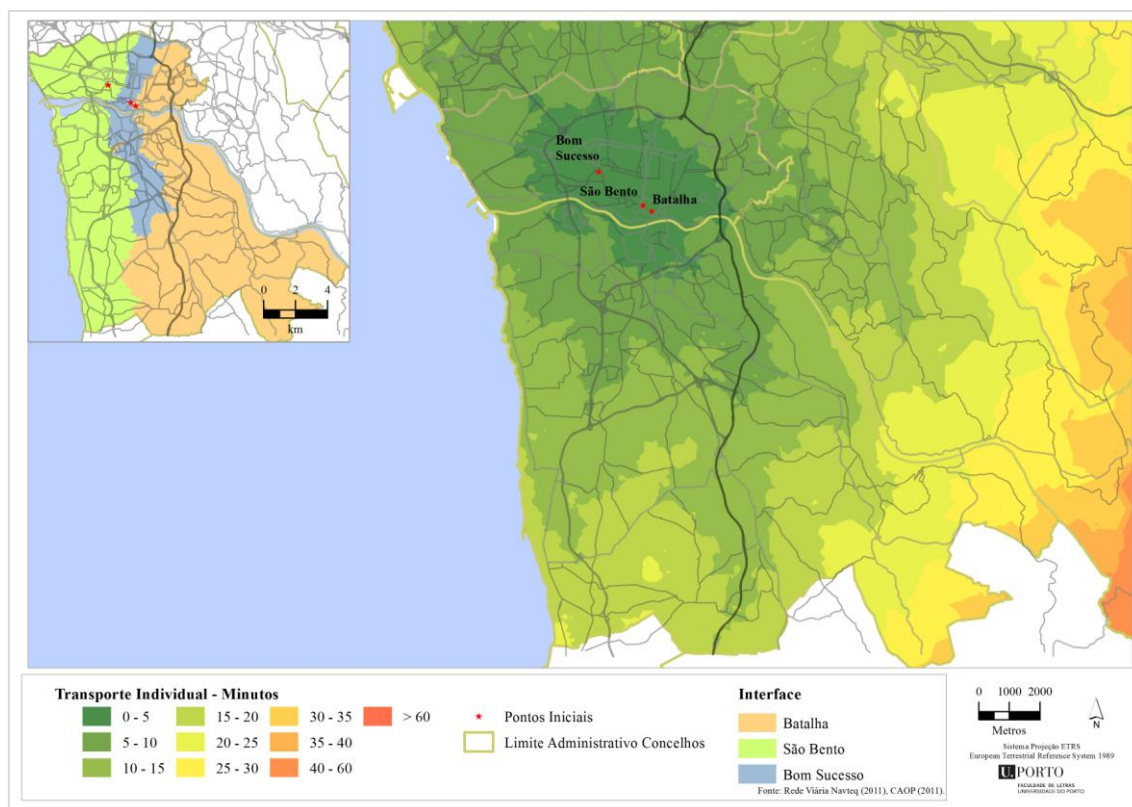 0 2 4
km
Bom
Sucesso
São Bento
Batalha
Transporte Individual - Minutos
0 - 5
5 - 10
10 - 15
15 - 20
20 - 25
25 - 30
30 - 35
35 - 40
40 - 60
> 60
Pontos Iniciais
Limite Administrativo Concelhos
Interface
Batalha
São Bento
Bom Sucesso
Fonte: Rede Viária Navteq (2011), CAOP (2011).
0 1000 2000
Metros
N
Sistema Projeção ETRS
European Terrestrial Reference System 1989
U.PORTO
FACULDADE DE LETRAS
UNIVERSIDADE DO PORTO